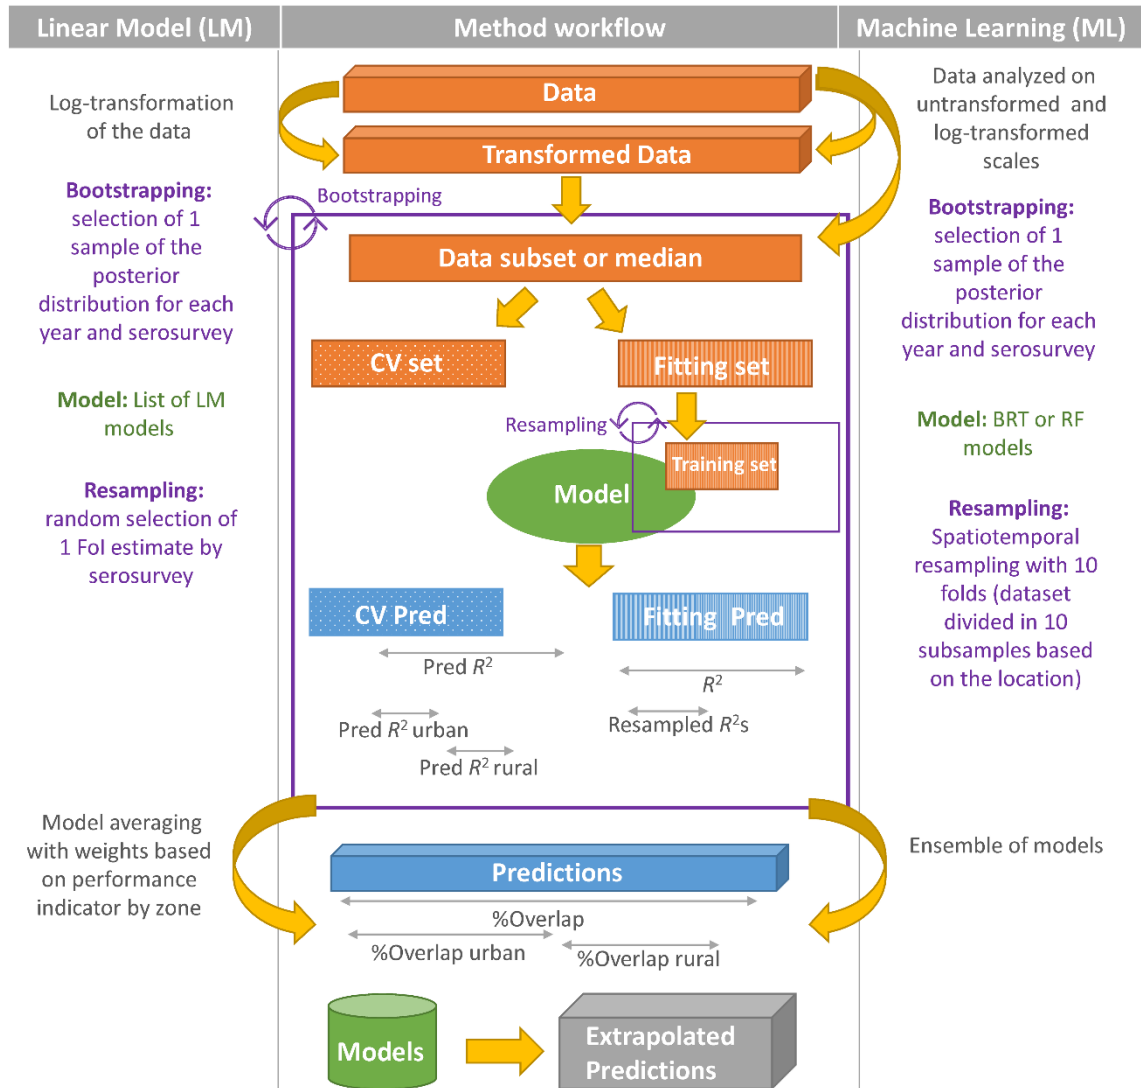 Linear Model (LM)
Method workflow
Machine Learning (ML)
Log-transformation
of the data
Bootstrapping:
selection of 1
sample of the
posterior
distribution for each
year and serosurvey
Model: List of LM
models
Resampling:
random selection of
1 FoI estimate by
serosurvey
Model averaging
with weights based
on performance
indicator by zone
Data
Transformed Data
Bootstrapping
Data subset or median
CV set
Fitting set
Resampling
Training set
Model
CV Pred
Fitting Pred
Pred R²
R²
Pred R² urban
Resampled R²s
Pred R² rural
Predictions
%Overlap
%Overlap urban
%Overlap rural
Models
Extrapolated
Predictions
Data analyzed on
untransformed and
log-transformed
scales
Bootstrapping:
selection of 1
sample of the
posterior
distribution for each
year and serosurvey
Model: BRT or RF
models
Resampling:
Spatiotemporal
resampling with 10
folds (dataset
divided in 10
subsamples based
on the location)
Ensemble of models